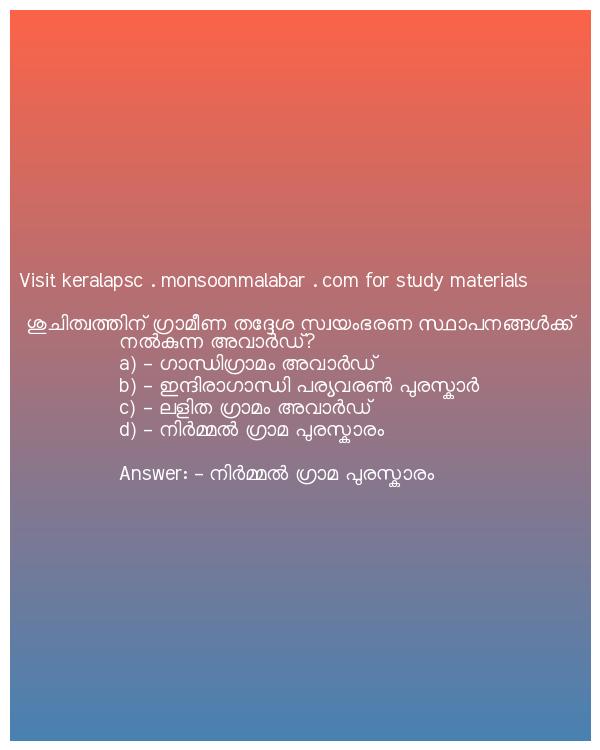 Visit keralapsc . monsoonmalabar . com for study materials
ശുചിത്വത്തിന് ഗ്രാമീണ തദ്ദേശ സ്വയംഭരണ സ്ഥാപനങ്ങൾക്ക്
നൽകുന്ന അവാർഡ്?
a) – ഗാന്ധിഗ്രാമം അവാർഡ്
b) – ഇന്ദിരാഗാന്ധി പര്യവരൺ പുരസ്കാർ
c) – ലളിത ഗ്രാമം അവാർഡ്
d) – നിർമ്മൽ ഗ്രാമ പുരസ്കാരം
Answer: – നിർമ്മൽ ഗ്രാമ പുരസ്കാരം